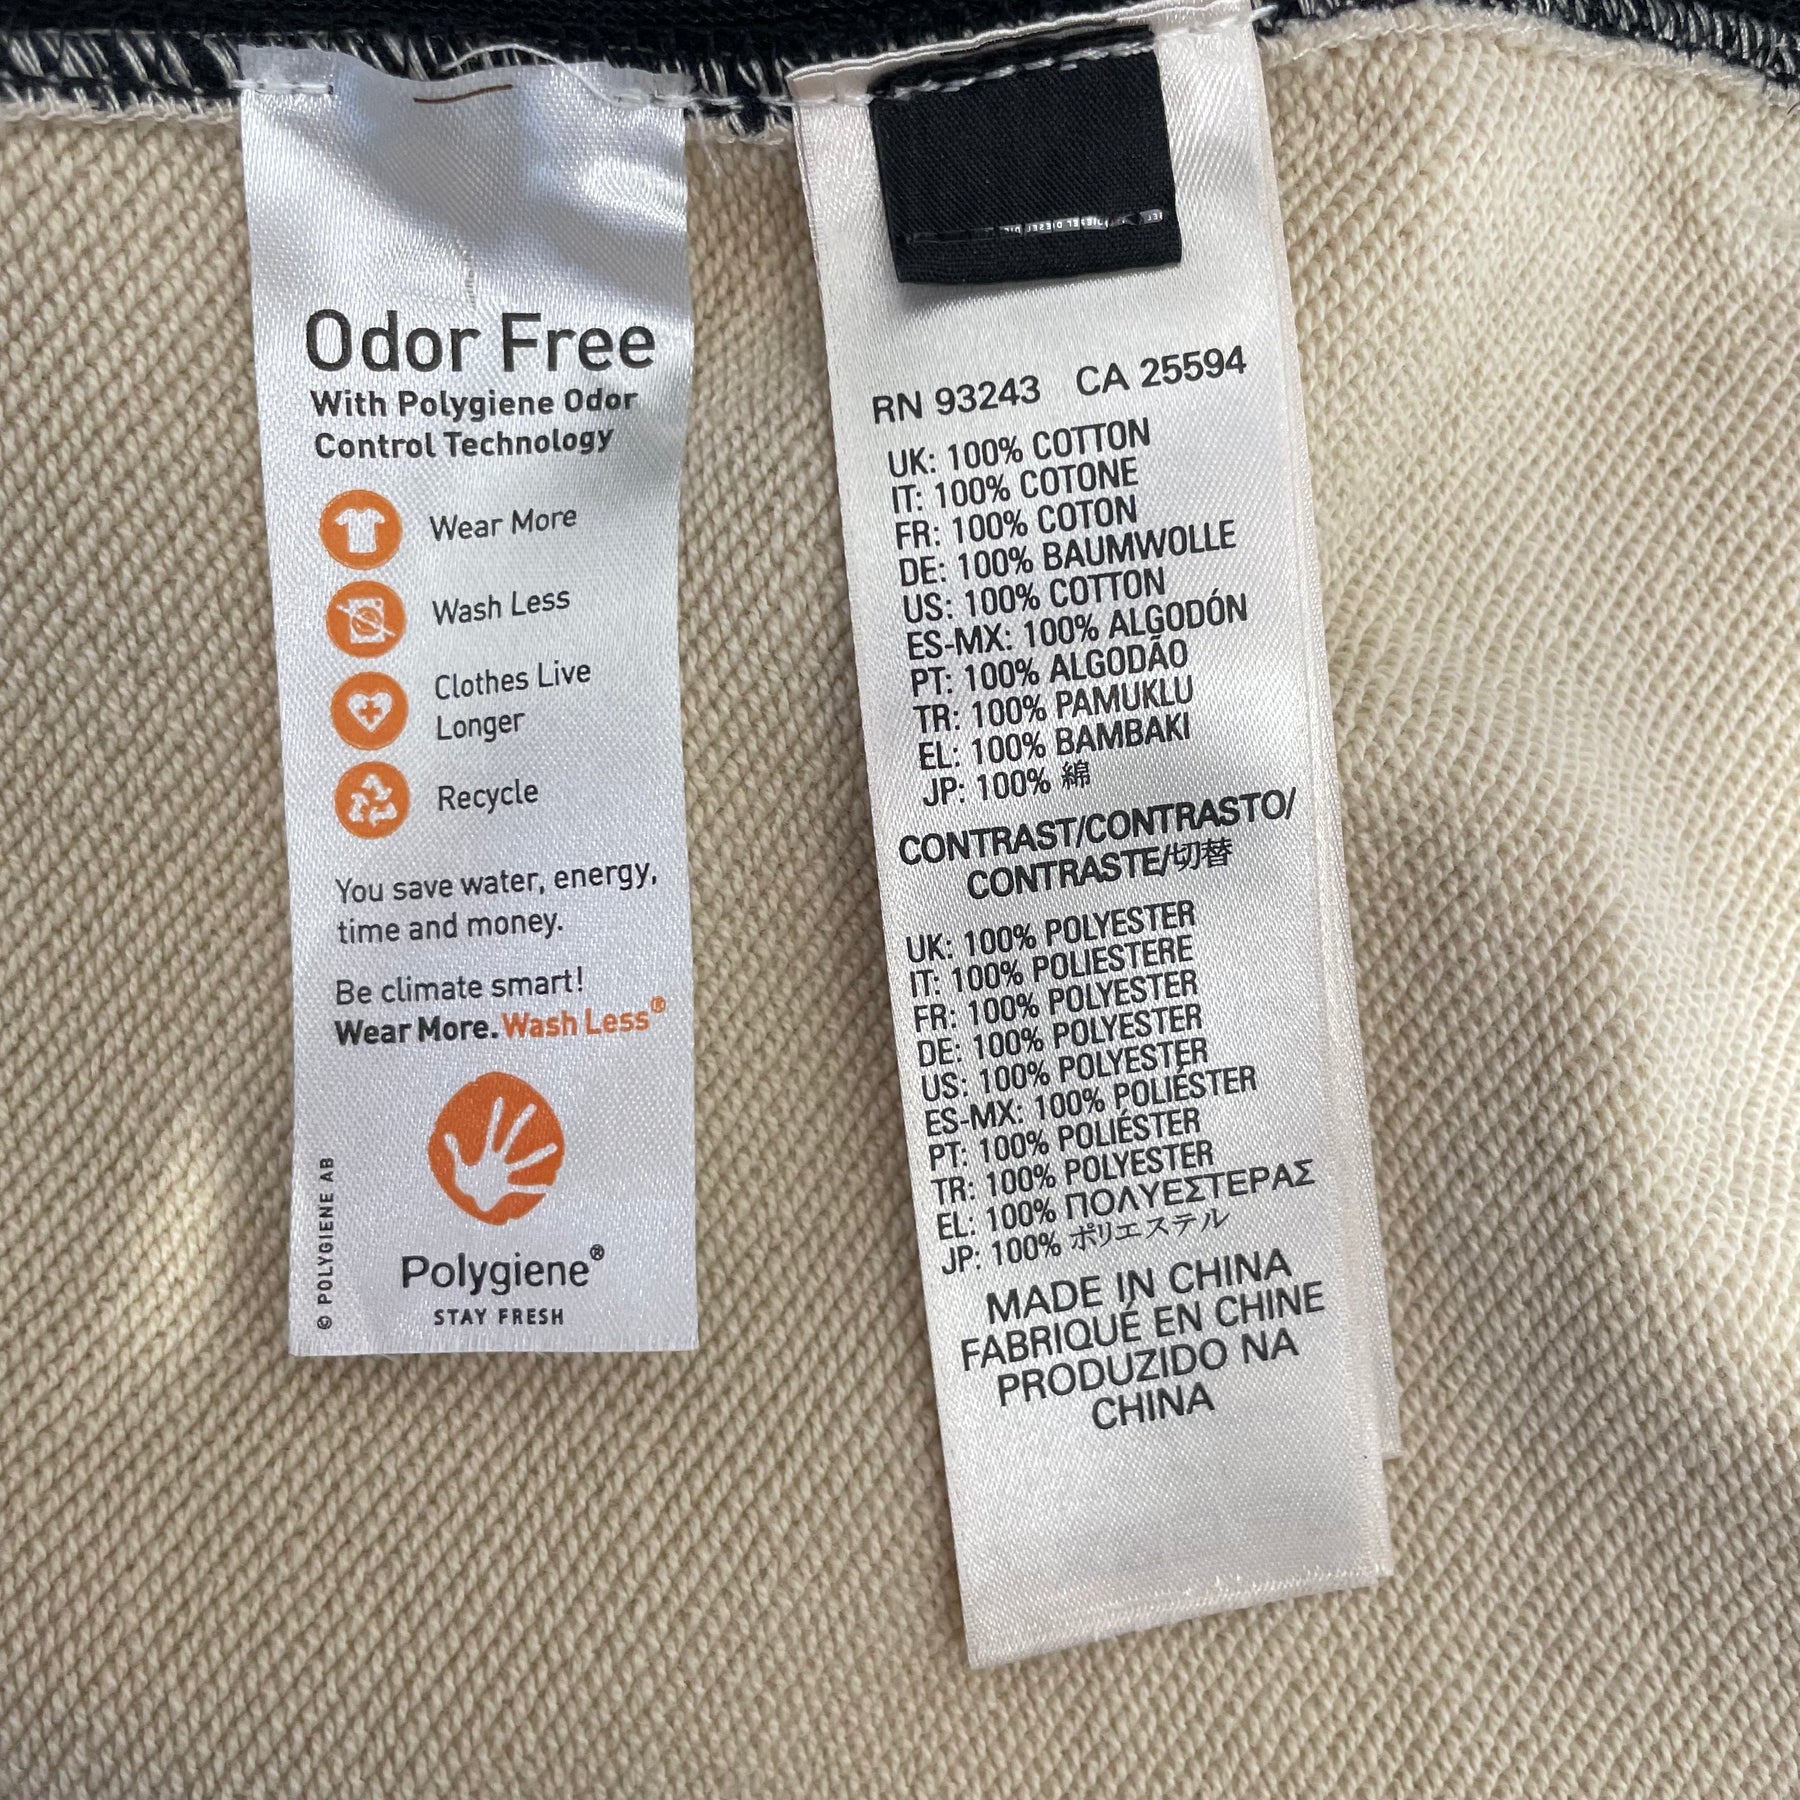 Odor Free
With Polygiene Odor
Control Technology
Wear More
Wash Less
Clothes Live
Longer
Recycle
You save water, energy,
time and money.
Be climate smart!
Wear More. Wash Less®
© POLYGIENE AB
Polygiene®
STAY FRESH
DIESEL
RN 93243 CA 25594
UK: 100% COTTON
IT: 100% COTONE
FR: 100% COTON
DE: 100% BAUMWOLLE
US: 100% COTTON
ES-MX: 100% ALGODÓN
PT: 100% ALGODÃO
TR: 100% PAMUKLU
EL: 100% BAMBAKI
JP: 100% 綿
CONTRAST/CONTRASTO/
CONTRASTE/切替
UK: 100% POLYESTER
IT: 100% POLIESTERE
FR: 100% POLYESTER
DE: 100% POLYESTER
US: 100% POLYESTER
ES-MX: 100% POLIÉSTER
PT: 100% POLIÉSTER
TR: 100% POLYESTER
EL: 100% ΠΟΛΥΕΣΤΕΡΑΣ
JP: 100% ポリエステル
MADE IN CHINA
FABRIQUÉ EN CHINE
PRODUZIDO NA
CHINA